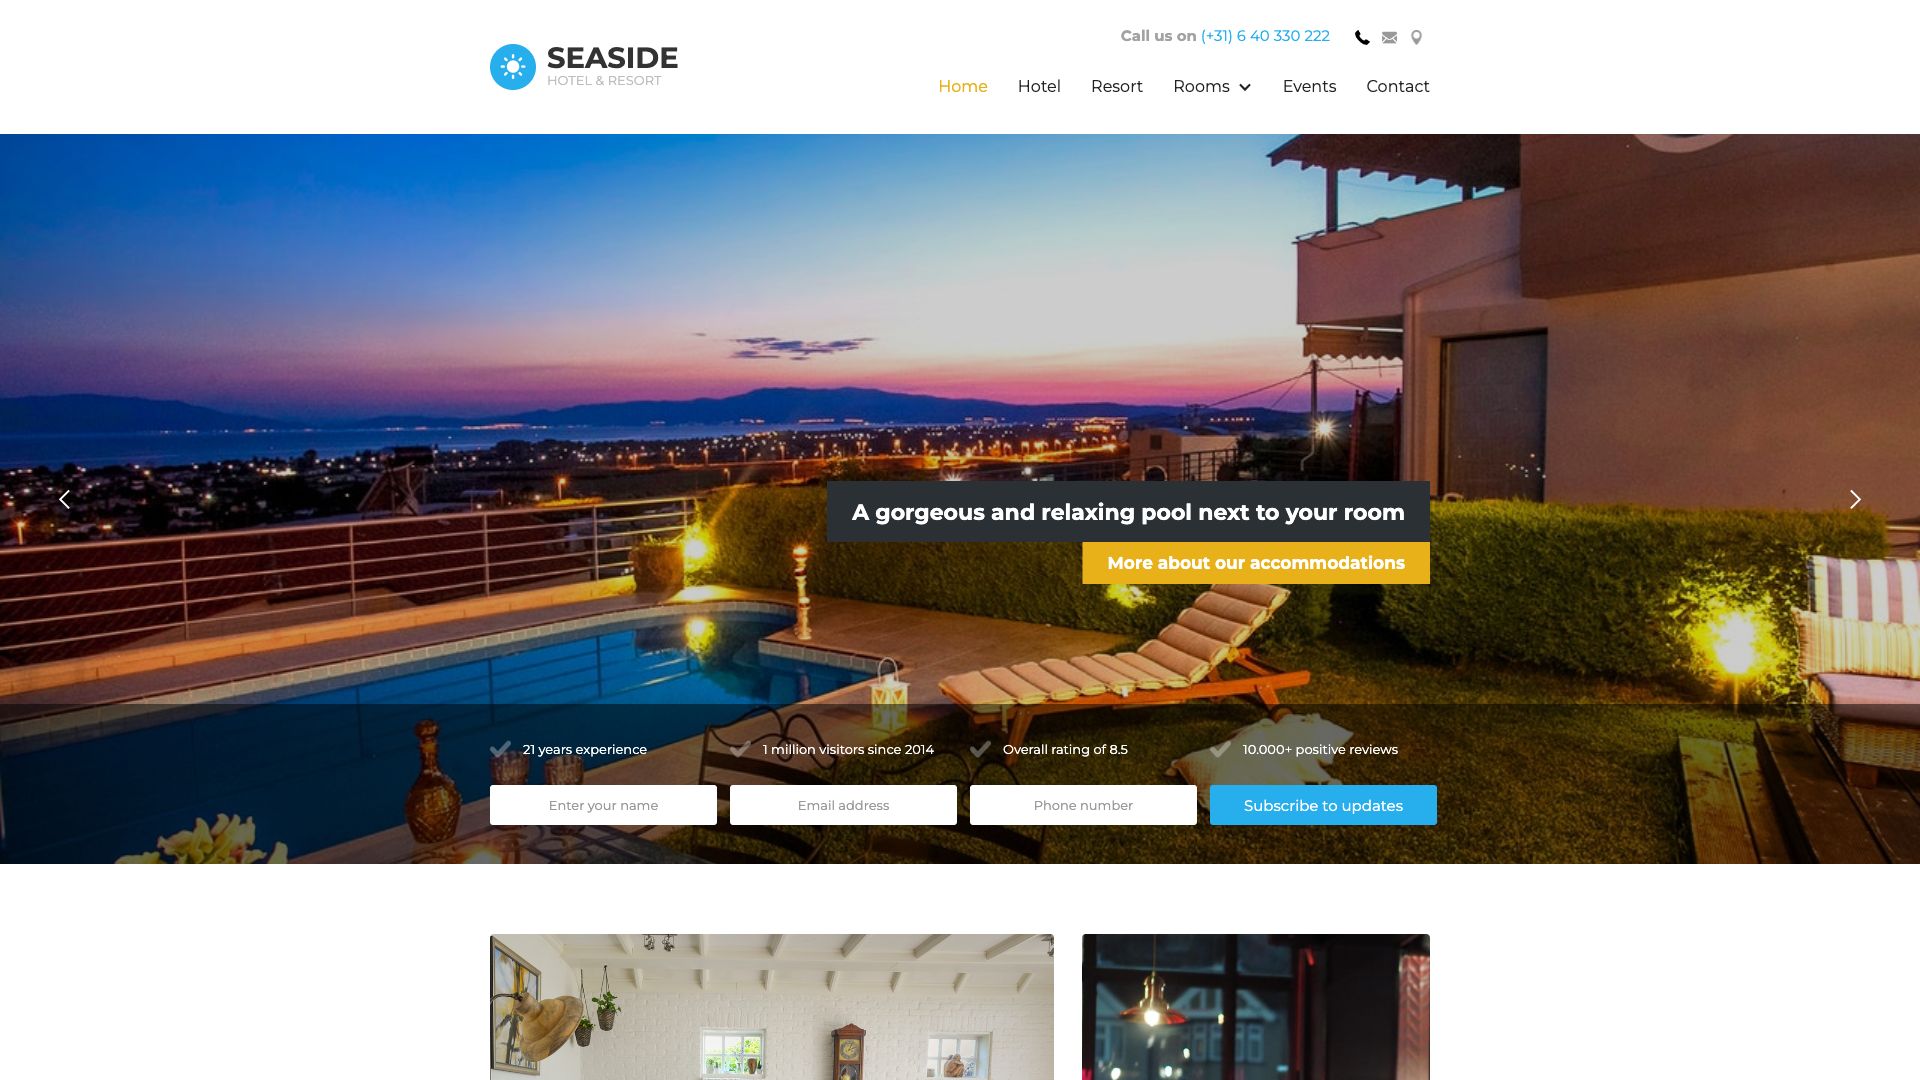 Call us on (+31) 6 40 330 222
SEASIDE
HOTEL & RESORT
Home Hotel Resort Rooms Events Contact
A gorgeous and relaxing pool next to your room
More about our accommodations
21 years experience
1 million visitors since 2014
Overall rating of 8.5
10.000+ positive reviews
Enter your name
Email address
Phone number
Subscribe to updates